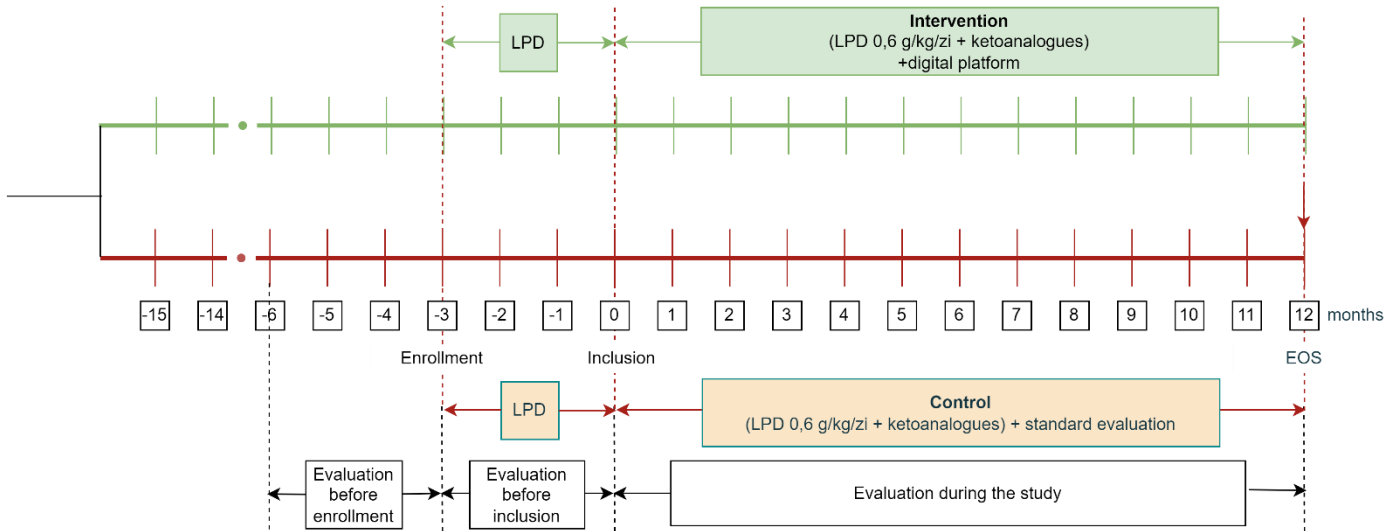 LPD
Intervention
(LPD 0,6 g/kg/zi + ketoanalogues)
+digital platform
-15 -14 -6 -5 -4 -3 -2 -1 0 1 2 3 4 5 6 7 8 9 10 11 12 months
Enrollment Inclusion EOS
LPD
Control
(LPD 0,6 g/kg/zi + ketoanalogues) + standard evaluation
Evaluation
before
enrollment
Evaluation
before
inclusion
Evaluation during the study